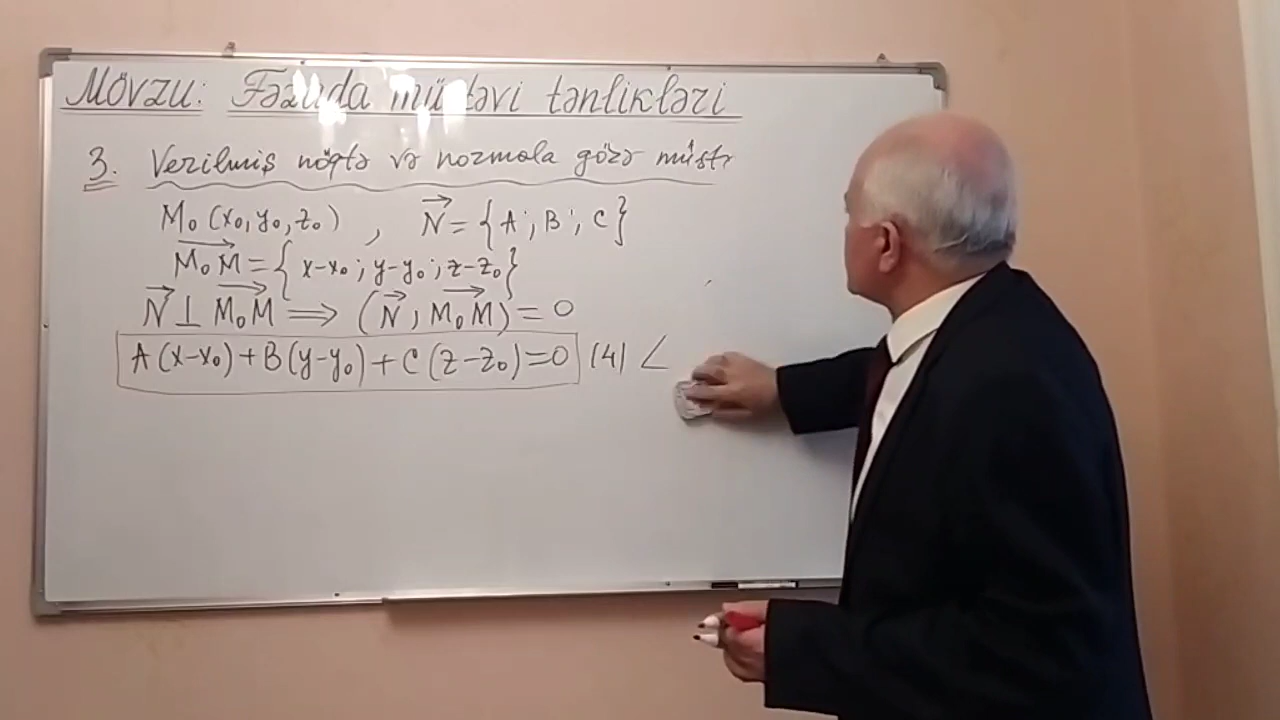 Mövzu: Fəzada müstəvi tənlikləri
3. Verilmiş nöqtə və normala görə müstə
M₀(x₀, y₀, z₀) , N⃗ = {A; B; C}
M₀M⃗ = {x-x₀; y-y₀; z-z₀}
N⃗ ⊥ M₀M⃗ ⟹ (N⃗, M₀M⃗) = 0
A(x-x₀)+B(y-y₀)+C(z-z₀)=0 (4) <